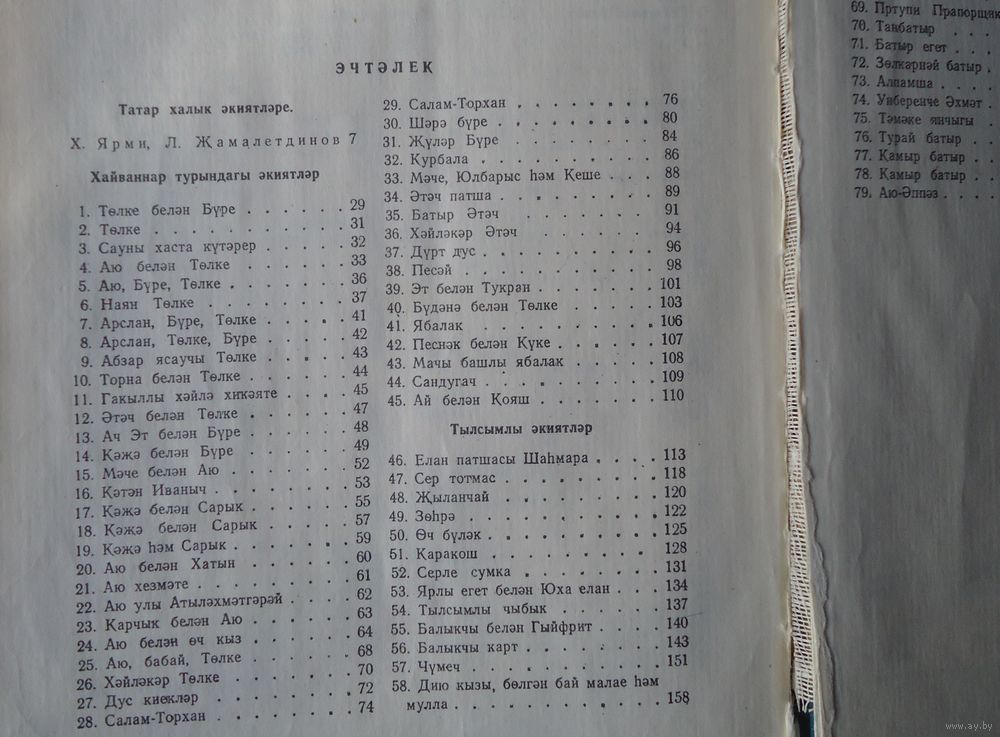 ЭЧТӘЛЕК
Татар халык әкиятләре.
Х. Ярми, Л. Җамалетдинов 7
Хайваннар турындагы әкиятләр
1. Төлке белән Бүре . . . . . . 29
2. Төлке . . . . . . . . . 31
3. Сауны хаста күтәрер . . . . . 32
4. Аю белән Төлке . . . . . . 33
5. Аю, Бүре, Төлке . . . . . . 36
6. Наян Төлке . . . . . . . 37
7. Арслан, Бүре, Төлке . . . . . 41
8. Арслан, Төлке, Бүре . . . . . 42
9. Абзар ясаучы Төлке . . . . . 43
10. Торна белән Төлке . . . . . . 44
11. Гакыллы хәйлә хикәяте . . . . 45
12. Әтәч белән Төлке . . . . . . 47
13. Ач Эт белән Бүре . . . . . . 48
14. Кәҗә белән Бүре . . . . . . 49
15. Мәче белән Аю . . . . . . . 52
16. Кәтән Иваныч . . . . . . . 53
17. Кәҗә белән Сарык . . . . . . 55
18. Кәҗә белән Сарык . . . . . . 57
19. Кәҗә һәм Сарык . . . . . . . 59
20. Аю белән Хатын . . . . . . 60
21. Аю хезмәте . . . . . . . . 61
22. Аю улы Атыләхмәтгәрәй . . . . 62
23. Карчык белән Аю . . . . . . 63
24. Аю белән өч кыз . . . . . . 64
25. Аю, бабай, Төлке . . . . . . 68
26. Хәйләкәр Төлке . . . . . . . 70
27. Дус киекләр . . . . . . . . 72
28. Салам-Торхан . . . . . . . . 74
29. Салам-Торхан . . . . . . . . 76
30. Шәрә бүре . . . . . . . . . 80
31. Җүләр Бүре . . . . . . . . 84
32. Курбала . . . . . . . . . . 86
33. Мәче, Юлбарыс һәм Кеше . . . 88
34. Әтәч патша . . . . . . . . 89
35. Батыр Әтәч . . . . . . . 91
36. Хәйләкәр Әтәч . . . . . . 94
37. Дүрт дус . . . . . . . . . 96
38. Песәй . . . . . . . . . . 98
39. Эт белән Тукран . . . . . . . 101
40. Бүдәнә белән Төлке . . . . . 103
41. Ябалак . . . . . . . . . . 106
42. Песнәк белән Күке . . . . . . 107
43. Мачы башлы ябалак . . . . . 108
44. Сандугач . . . . . . . . . 109
45. Ай белән Кояш . . . . . . . 110
Тылсымлы әкиятләр
46. Елан патшасы Шаһмара . . . . 113
47. Сер тотмас . . . . . . . . . 118
48. Җыланчай . . . . . . . . 120
49. Зөһрә . . . . . . . . . . 122
50. Өч бүләк . . . . . . . . . 125
51. Каракош . . . . . . . . . 128
52. Серле сумка . . . . . . . . 131
53. Ярлы егет белән Юха елан . . . 134
54. Тылсымлы чыбык . . . . . . 137
55. Балыкчы белән Гыйфрит . . . . 140
56. Балыкчы карт . . . . . . . 143
57. Чүмеч . . . . . . . . . . 151
58. Дию кызы, бөлгән бай малае һәм
мулла . . . . . . . . . . . 158
69. Пртупи Прапорщик
70. Танбатыр . . . .
71. Батыр егет . . .
72. Зөлкарнәй батыр .
73. Алпамша . . . .
74. Унберенче Әхмәт .
75. Тәмәке янчыгы .
76. Турай батыр . .
77. Камыр батыр . .
78. Камыр батыр . .
79. Аю-Әппәз . . . .
www.ay.by